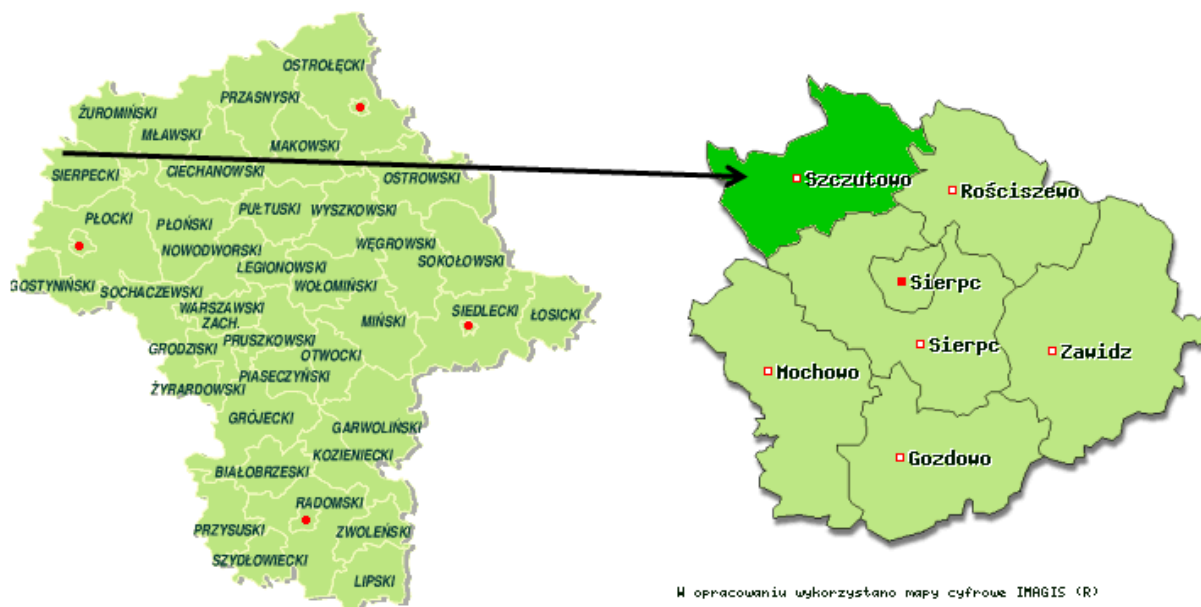 OSTROŁĘCKI
PRZASNYSKI
ŻUROMIŃSKI
MŁAWSKI
MAKOWSKI
SIERPECKI
CIECHANOWSKI
OSTROWSKI
PŁOCKI
PŁOŃSKI
PUŁTUSKI
WYSZKOWSKI
NOWODWORSKI
WĘGROWSKI
LEGIONOWSKI
SOKOŁOWSKI
GOSTYNIŃSKI
SOCHACZEWSKI
WOŁOMIŃSKI
WARSZAWSKI
ZACH.
MIŃSKI
SIEDLECKI
ŁOSICKI
GRODZISKI
PRUSZKOWSKI
OTWOCKI
ŻYRARDOWSKI
PIASECZYŃSKI
GRÓJECKI
GARWOLIŃSKI
KOZIENIECKI
BIAŁOBRZESKI
RADOMSKI
PRZYSUSKI
ZWOLEŃSKI
SZYDŁOWIECKI
LIPSKI
Szczutowo
Rościszewo
Sierpc
Sierpc
Zawidz
Mochowo
Gozdowo
W opracowaniu wykorzystano mapy cyfrowe IMAGIS (R)